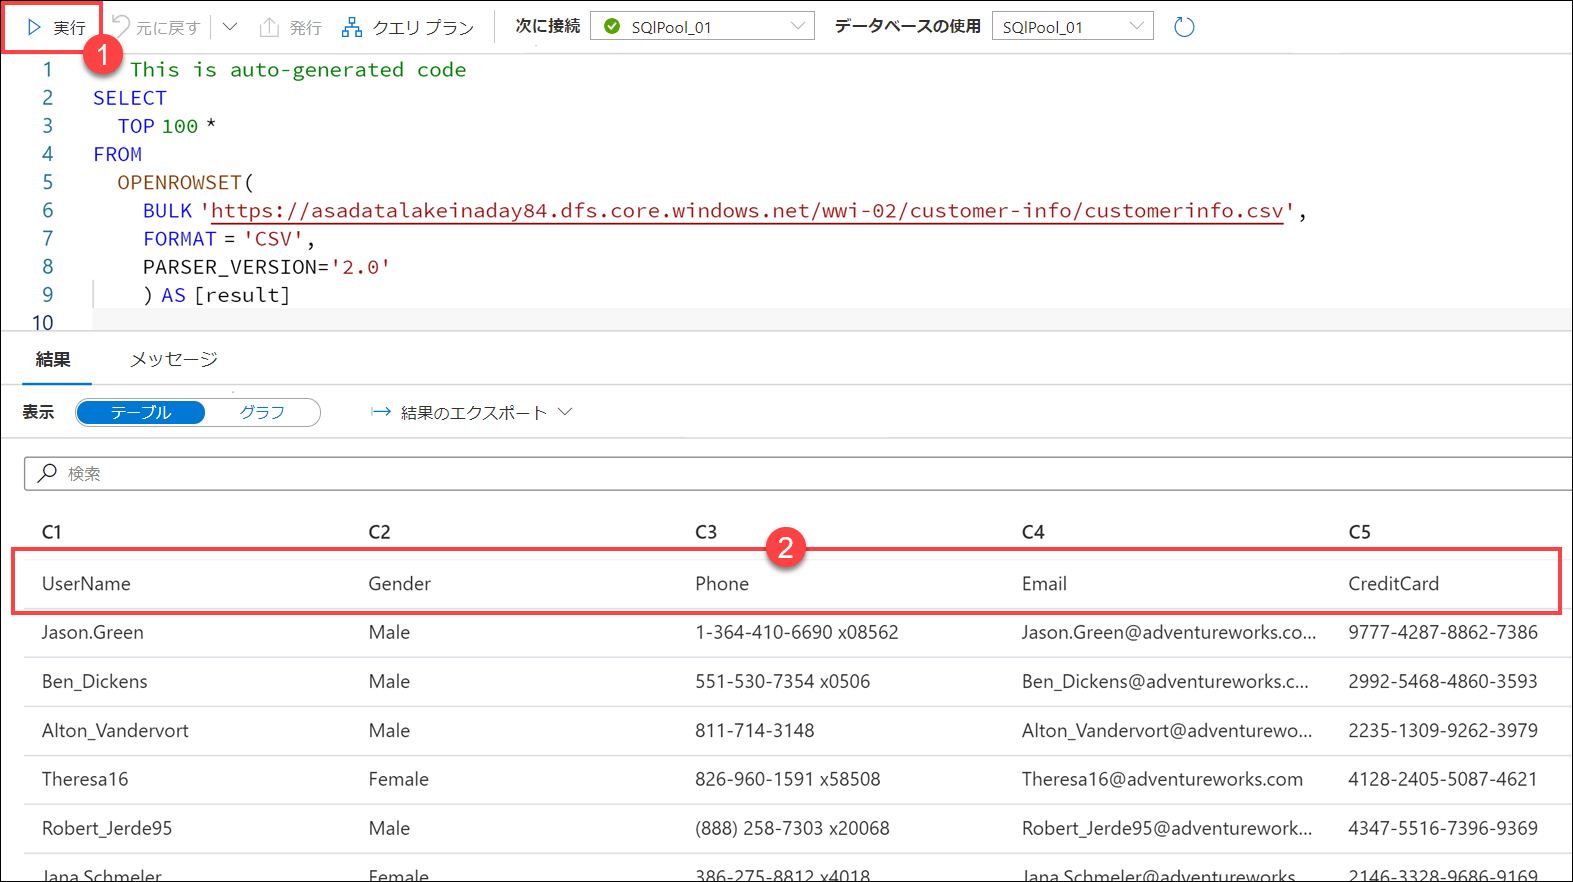 実行 元に戻す 発行 クエリ プラン 次に接続 SQlPool_01 データベースの使用 SQlPool_01
1
1 This is auto-generated code
2 SELECT
3 TOP 100 *
4 FROM
5 OPENROWSET(
6 BULK 'https://asadatalakeinaday84.dfs.core.windows.net/wwi-02/customer-info/customerinfo.csv',
7 FORMAT = 'CSV',
8 PARSER_VERSION='2.0'
9 ) AS [result]
10
結果 メッセージ
表示 テーブル グラフ 結果のエクスポート
検索
C1 C2 C3 C4 C5
2
UserName Gender Phone Email CreditCard
Jason.Green Male 1-364-410-6690 x08562 Jason.Green@adventureworks.co... 9777-4287-8862-7386
Ben_Dickens Male 551-530-7354 x0506 Ben_Dickens@adventureworks.c... 2992-5468-4860-3593
Alton_Vandervort Male 811-714-3148 Alton_Vandervort@adventurewo... 2235-1309-9262-3979
Theresa16 Female 826-960-1591 x58508 Theresa16@adventureworks.com 4128-2405-5087-4621
Robert_Jerde95 Male (888) 258-7303 x20068 Robert_Jerde95@adventurework... 4347-5516-7396-9369
Jana.Schmeler Female 386-275-8812 x4018 Jana.Schmeler@adventureworks. 2146-3328-9686-9169